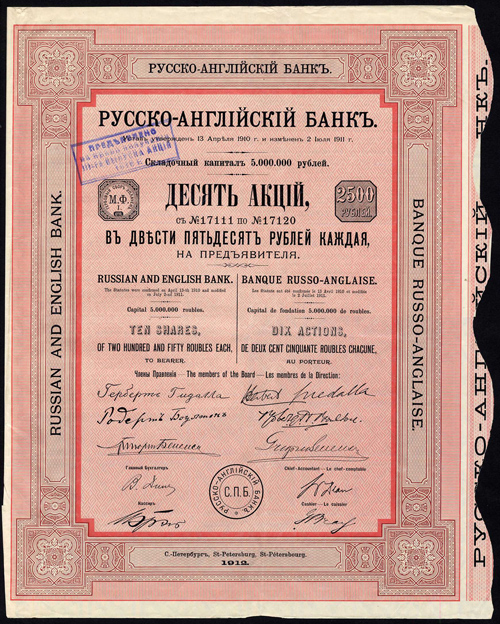 РУССКО-АНГЛІЙСКІЙ БАНКЪ.
РУССКО-АНГЛІЙСКІЙ БАНКЪ.
утвержденъ 13 Апрѣля 1910 г. и измѣненъ 2 Іюля 1911 г.
ПРЕДЪЯВЛЕНО
АКЦІЙ
Складочный капиталъ 5.000.000 рублей.
М.Ф.
ДЕСЯТЬ АКЦІЙ,
2500
РУБЛЕЙ.
съ №17111 по №17120
ВЪ ДВѢСТИ ПЯТЬДЕСЯТЪ РУБЛЕЙ КАЖДАЯ,
НА ПРЕДЪЯВИТЕЛЯ.
RUSSIAN AND ENGLISH BANK.
The Statutes were confirmed on April 13-th 1910 and modified
on July 2-nd 1911.
Capital 5.000.000 roubles.
TEN SHARES,
OF TWO HUNDRED AND FIFTY ROUBLES EACH,
TO BEARER.
BANQUE RUSSO-ANGLAISE.
Les Statuts ont été confirmés le 13 Avril 1910 et modifiés
le 2 Juillet 1911.
Capital de fondation 5.000.000 de roubles.
DIX ACTIONS,
DE DEUX CENT CINQUANTE ROUBLES CHACUNE,
AU PORTEUR.
Члены Правленія - The members of the Board - Les membres de la Direction:
Главный Бухгалтеръ
Chief-Accountant - Le chef-comptable
РУССКО-АНГЛІЙСКІЙ БАНКЪ
С.П.Б.
Кассиръ
Cashier - Le caissier
С.-Петербургъ, St-Petersburg, St-Pétersbourg.
1912.
RUSSIAN AND ENGLISH BANK.
BANQUE RUSSO-ANGLAISE.